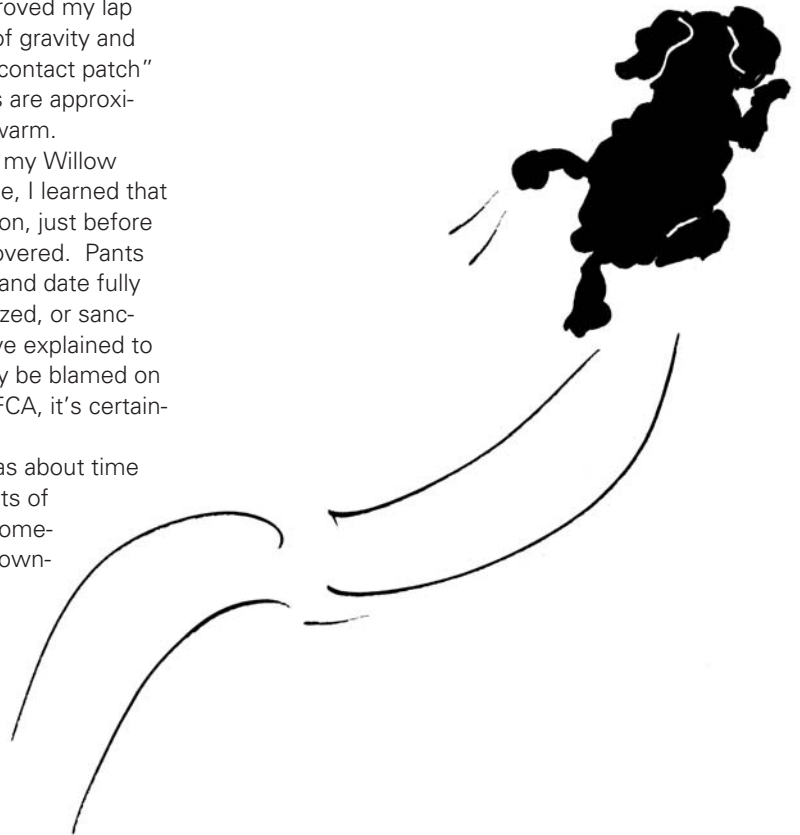 roved my lap
of gravity and
contact patch”
s are approxi-
warm.
my Willow
e, I learned that
on, just before
overed.  Pants
and date fully
zed, or sanc-
ve explained to
y be blamed on
FCA, it’s certain-
as about time
ts of
ome-
own-